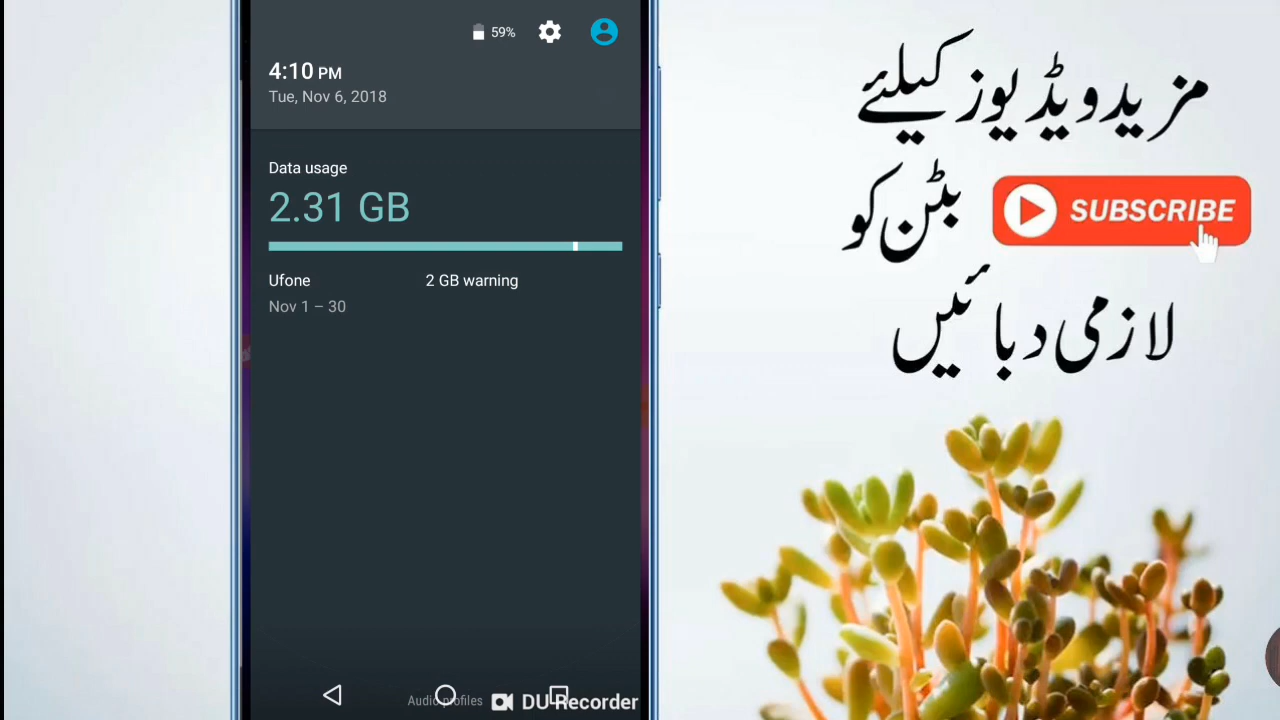 59%
4:10 PM
Tue, Nov 6, 2018
Data usage
2.31 GB
Ufone
2 GB warning
Nov 1 – 30
Audio profiles
DU Recorder
مزید ویڈیوز کیلئے
بٹن کو
SUBSCRIBE
لازمی دبائیں